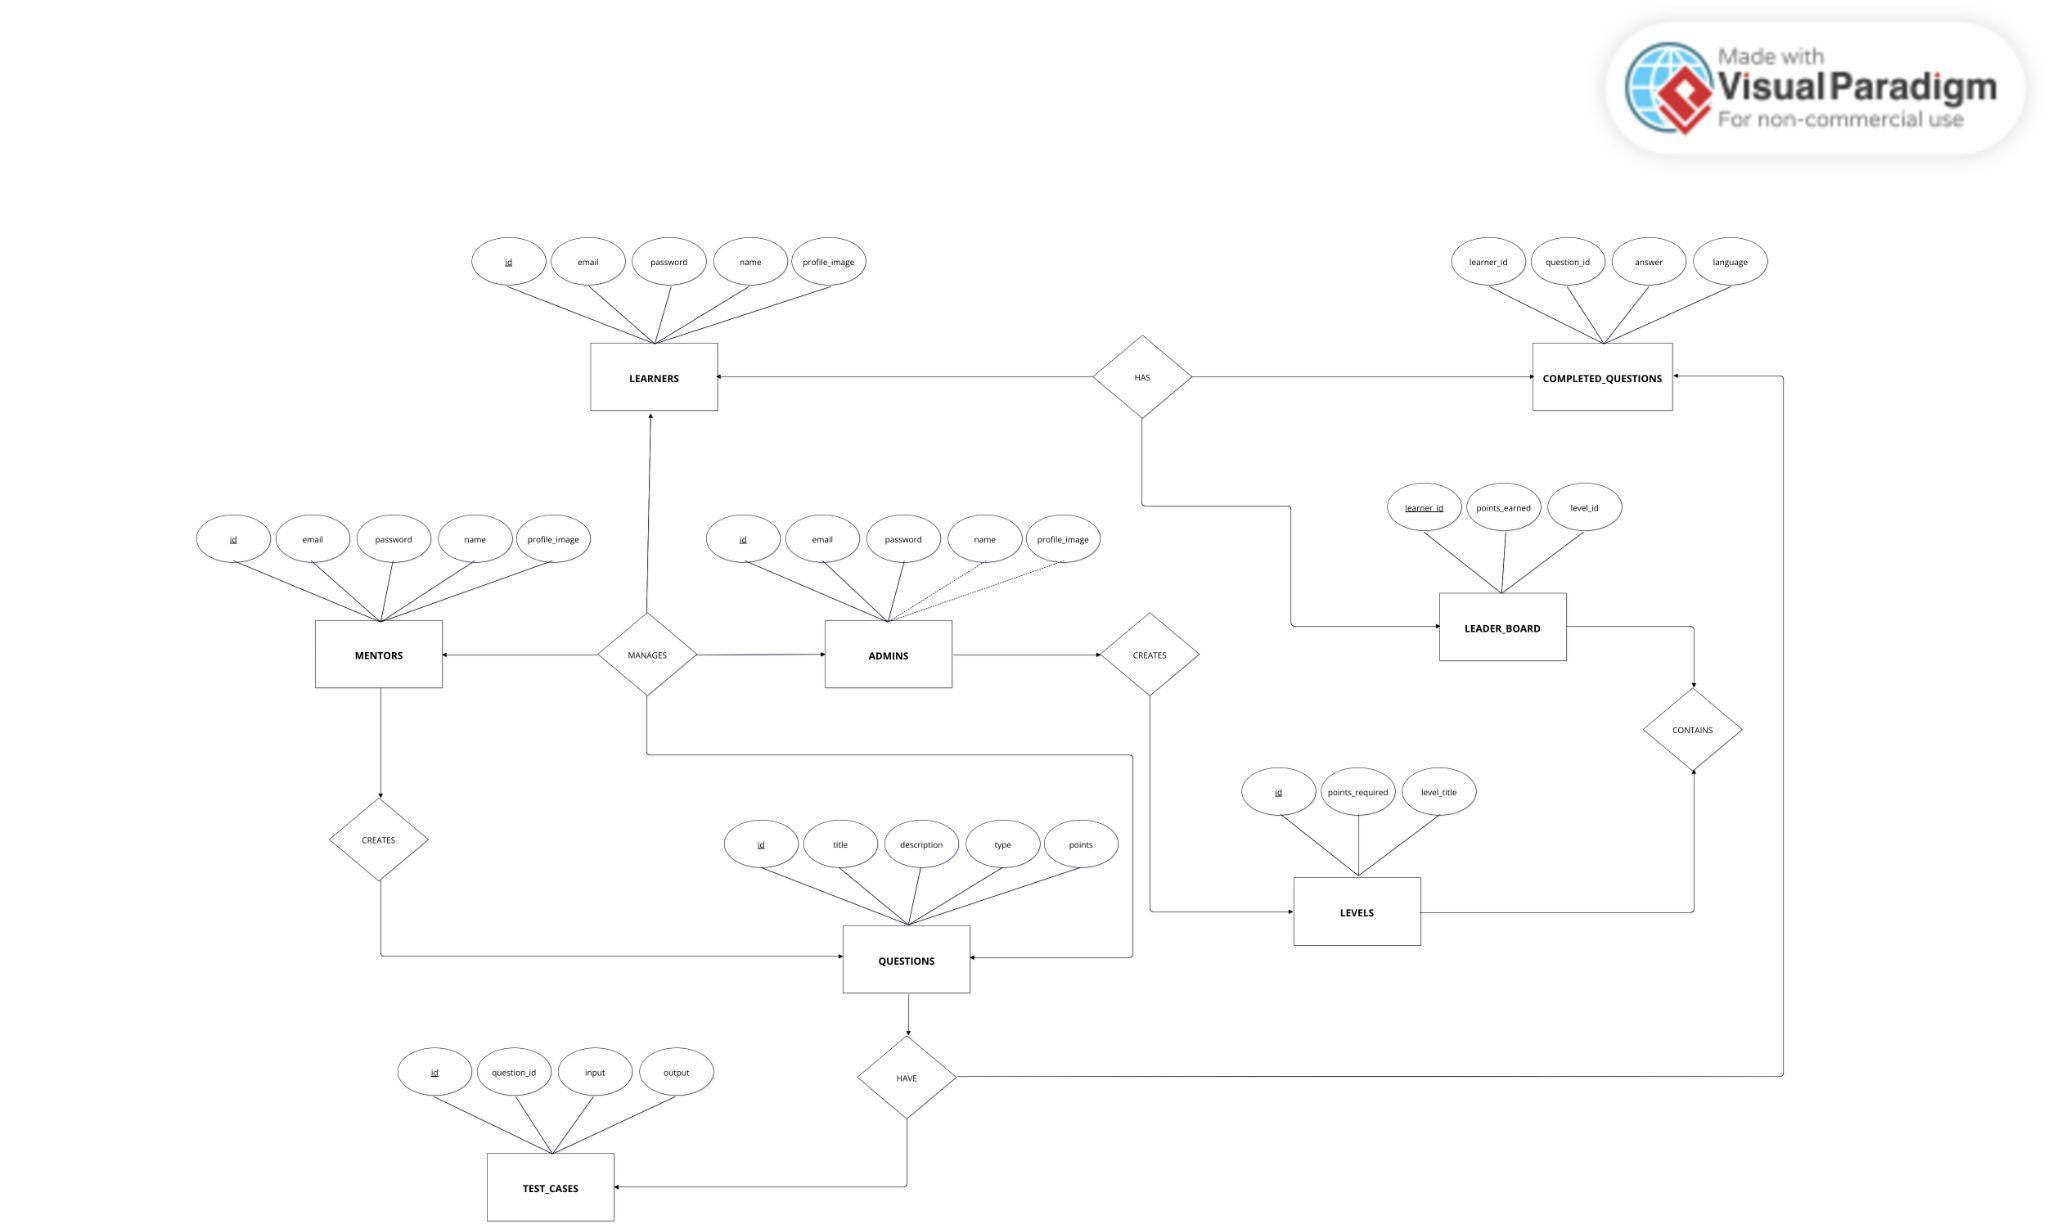 Made with
Visual Paradigm
For non-commercial use
id
email
password
name
profile_image
learner_id
question_id
answer
language
LEARNERS
HAS
COMPLETED_QUESTIONS
learner_id
points_earned
level_id
id
email
password
name
profile_image
id
email
password
name
profile_image
LEADER_BOARD
MENTORS
MANAGES
ADMINS
CREATES
CONTAINS
id
points_required
level_title
CREATES
id
title
description
type
points
LEVELS
QUESTIONS
id
question_id
input
output
HAVE
TEST_CASES